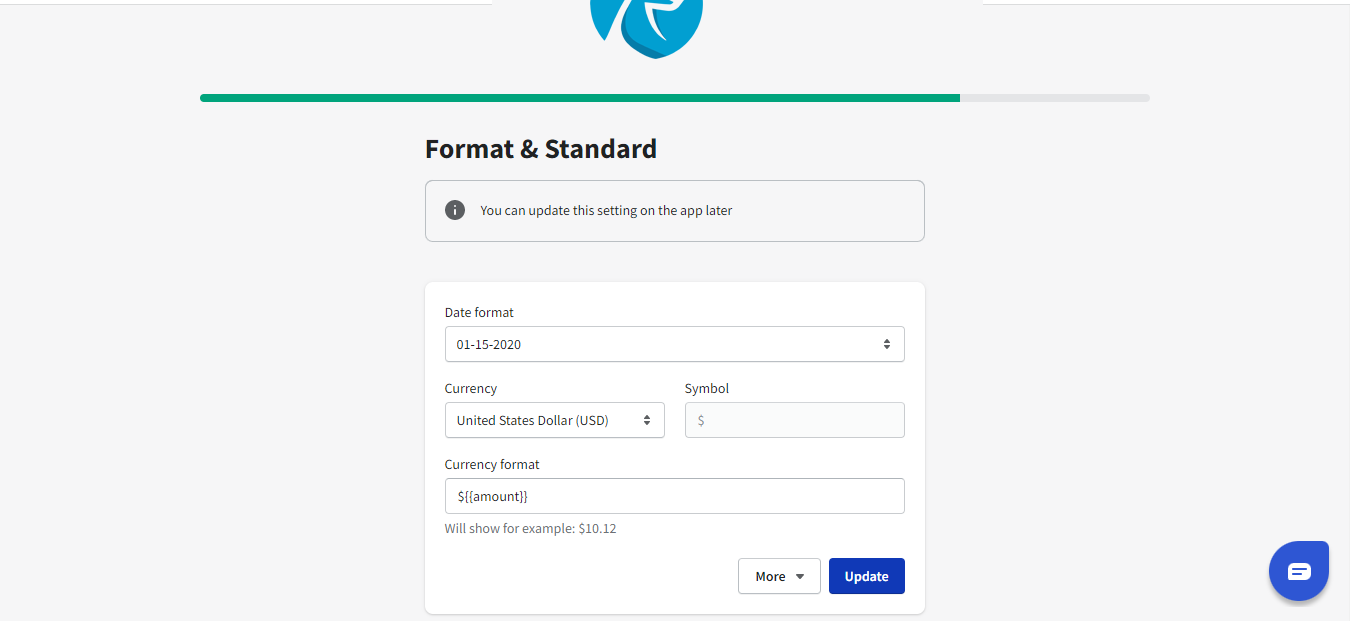 Format & Standard
You can update this setting on the app later
Date format
01-15-2020
Currency
Symbol
United States Dollar (USD)
$
Currency format
${{amount}}
Will show for example: $10.12
More
Update